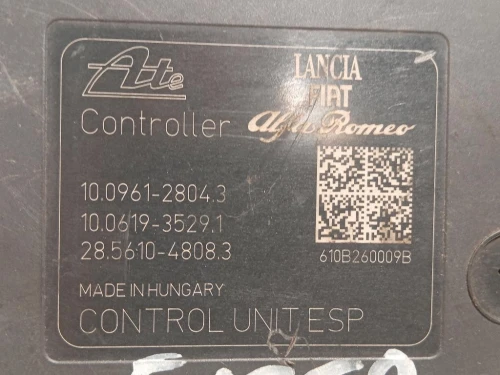 Ate
LANCIA
FIAT
Controller
Alfa Romeo
10.0961-2804.3
10.0619-3529.1
28.5610-4808.3
610B260009B
MADE IN HUNGARY
CONTROL UNIT ESP